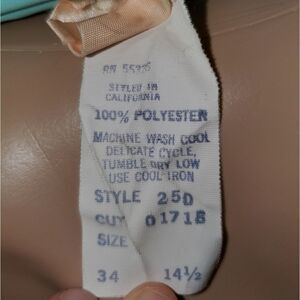 RN 55296
STYLED IN
CALIFORNIA
100% POLYESTER
MACHINE WASH COOL
DELICATE CYCLE,
TUMBLE DRY LOW
USE COOL IRON
STYLE 250
CUT 01718
SIZE
34 14½